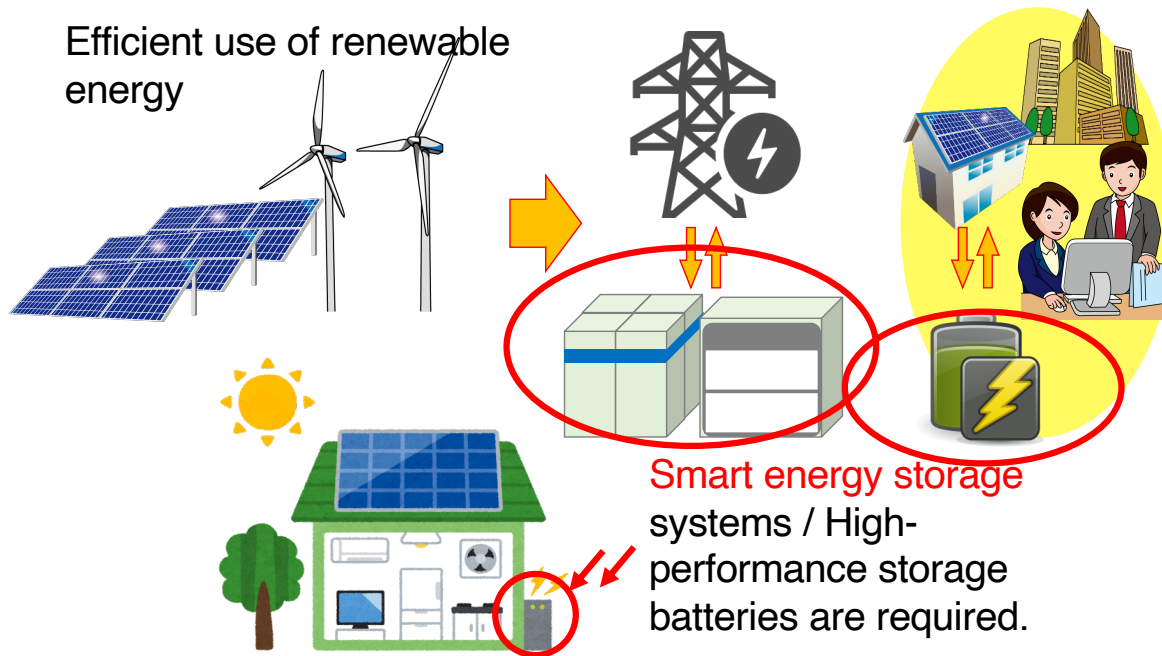 Efficient use of renewable
energy
Smart energy storage
systems / High-
performance storage
batteries are required.